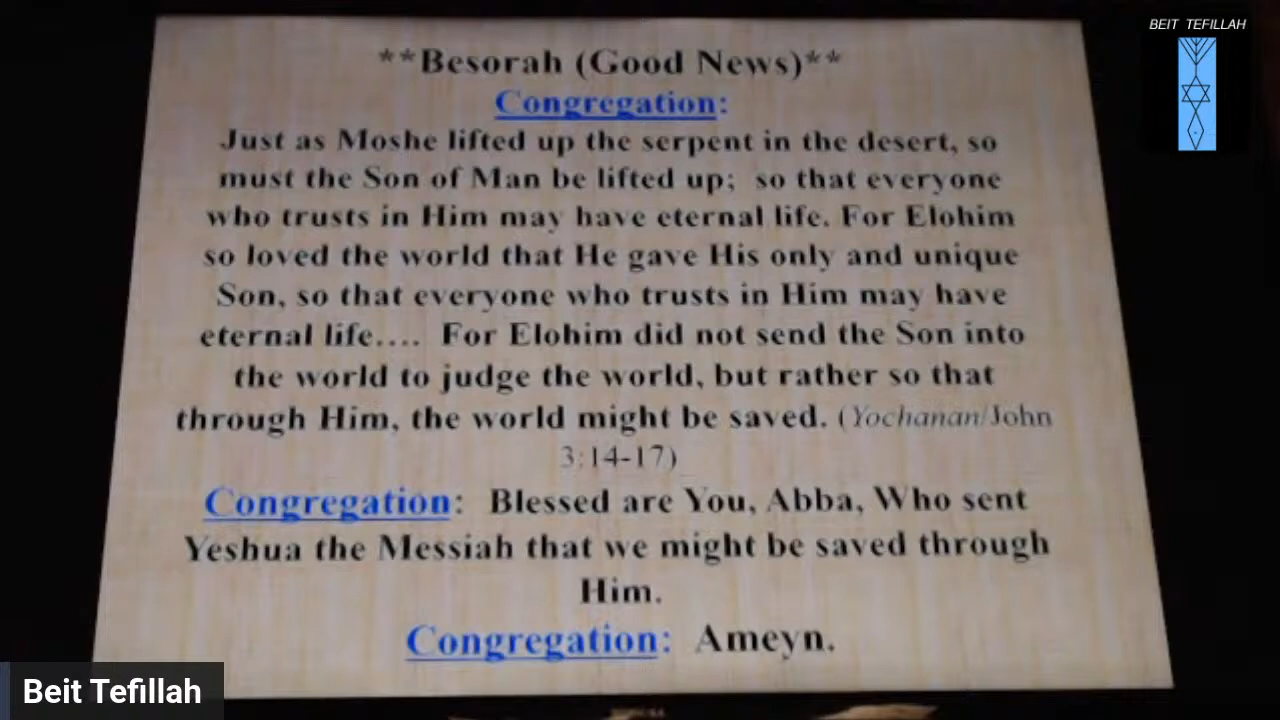 BEIT TEFILLAH
**Besorah (Good News)**
Congregation:
Just as Moshe lifted up the serpent in the desert, so
must the Son of Man be lifted up; so that everyone
who trusts in Him may have eternal life. For Elohim
so loved the world that He gave His only and unique
Son, so that everyone who trusts in Him may have
eternal life.... For Elohim did not send the Son into
the world to judge the world, but rather so that
through Him, the world might be saved. (Yochanan/John
3:14-17)
Congregation: Blessed are You, Abba, Who sent
Yeshua the Messiah that we might be saved through
Him.
Congregation: Ameyn.
Beit Tefillah